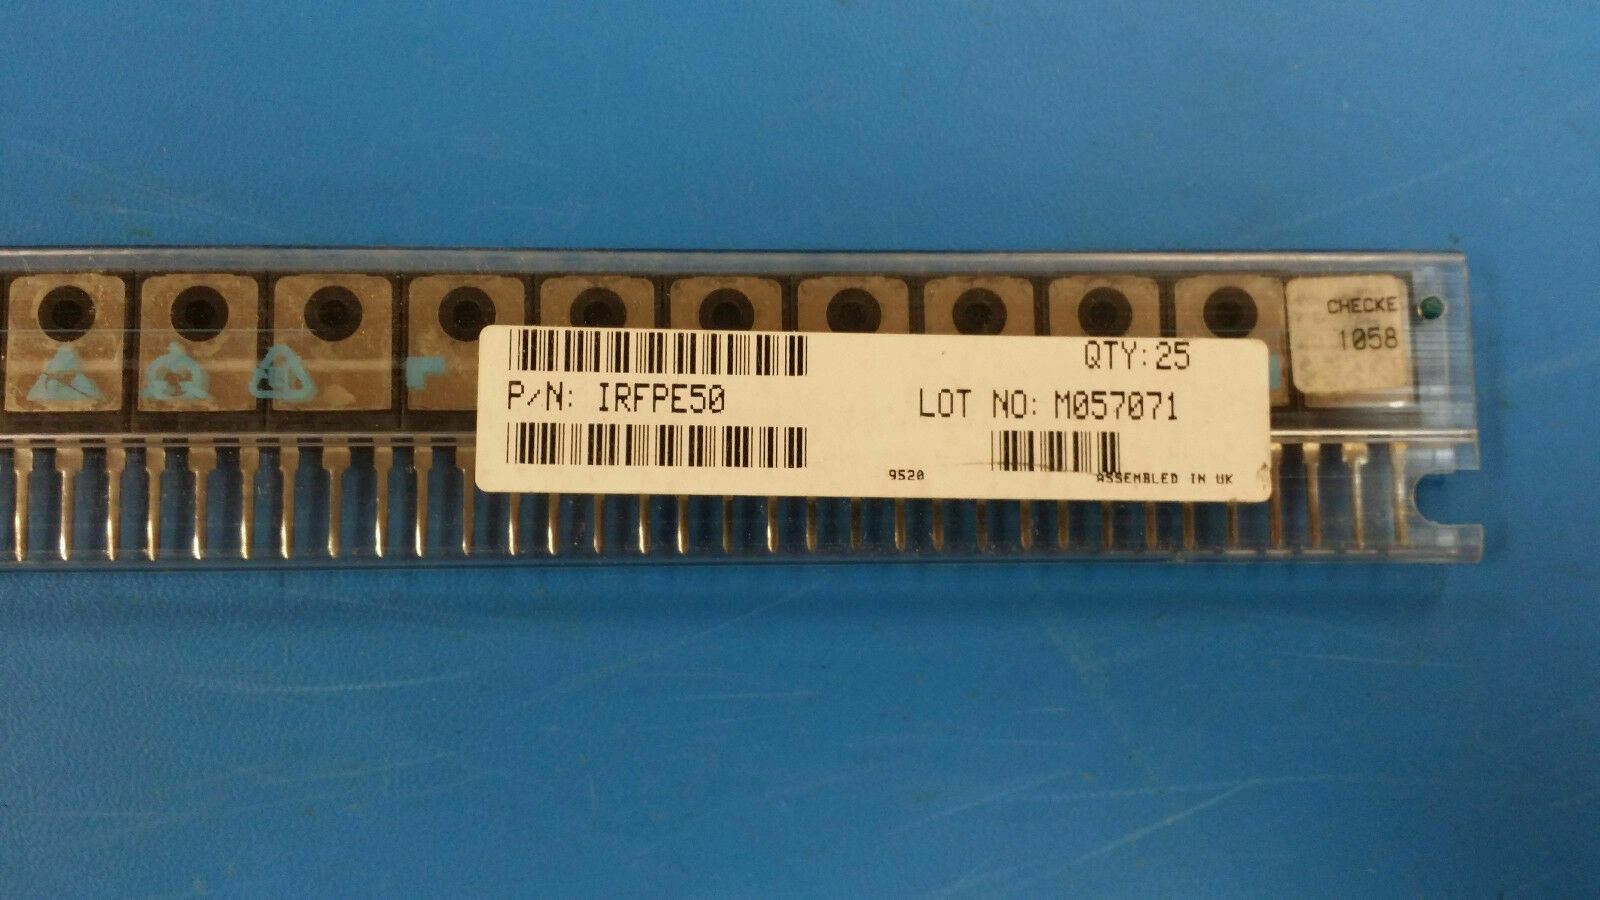 CHECKE
1058
QTY:25
P/N: IRFPE50
LOT NO: M057071
9520
ASSEMBLED IN UK